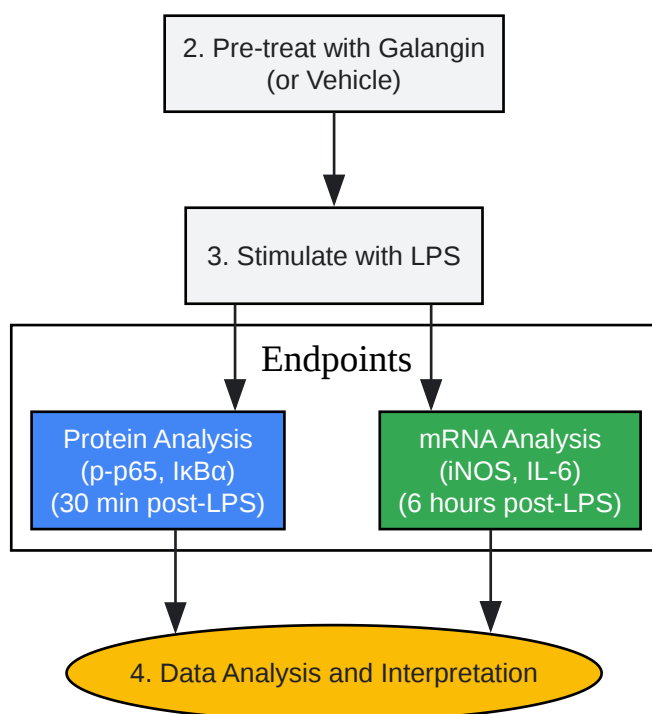 2. Pre-treat with Galangin
(or Vehicle)
3. Stimulate with LPS
Endpoints
Protein Analysis
(p-p65, IκBα)
(30 min post-LPS)
mRNA Analysis
(iNOS, IL-6)
(6 hours post-LPS)
4. Data Analysis and Interpretation